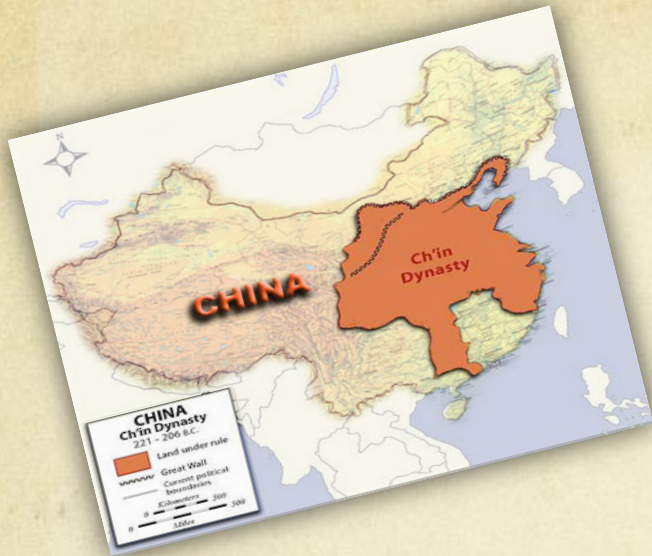 N
Ch'in
Dynasty
CHINA
CHINA
Ch'in Dynasty
221 - 206 B.C.
Land under rule
Great Wall
Current political
boundaries
Kilometers
0 500
0 500
Miles